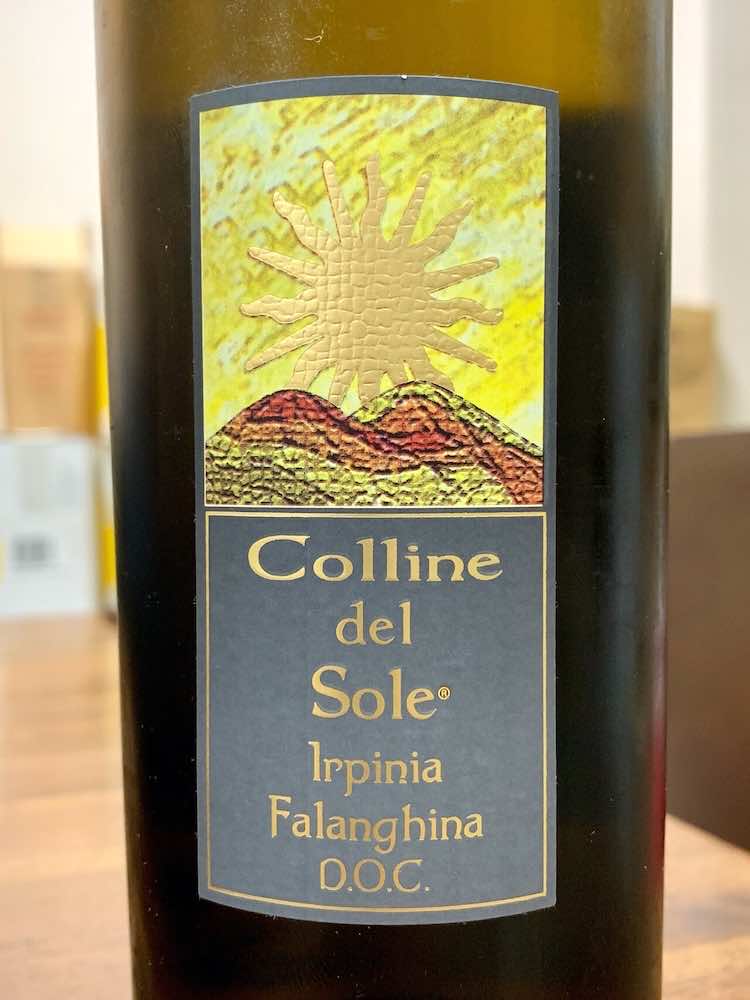 Colline
del
Sole®
Irpinia
Falanghina
D.O.C.